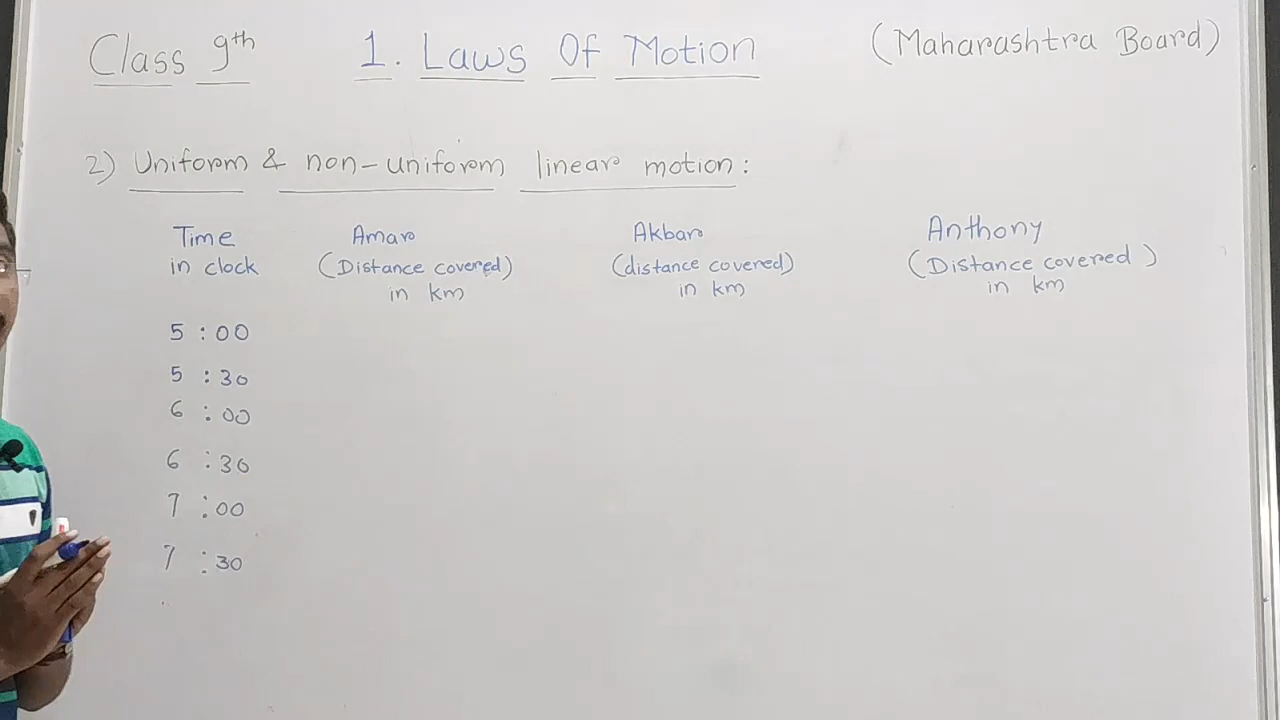 Class 9th 1. Laws Of Motion (Maharashtra Board)
2) Uniform & non-uniform linear motion:
Time Amar Akbar Anthony
in clock (Distance covered) (distance covered) (Distance covered)
in km in km in km
5 : 00
5 : 30
6 : 00
6 : 30
7 : 00
7 : 30